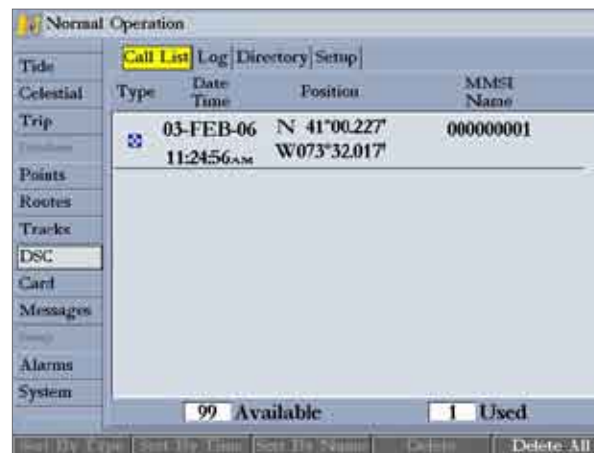 Normal Operation
Call List Log Directory Setup
Tide
Celestial
Trip
Points
Routes
Tracks
DSC
Card
Messages
Alarms
System
Type Date Time Position MMSI Name
03-FEB-06 N 41°00.227' 000000001
11:24:56AM W073°32.017'
99 Available 1 Used
Sort By Type Sort By Time Sort By Name Delete Delete All